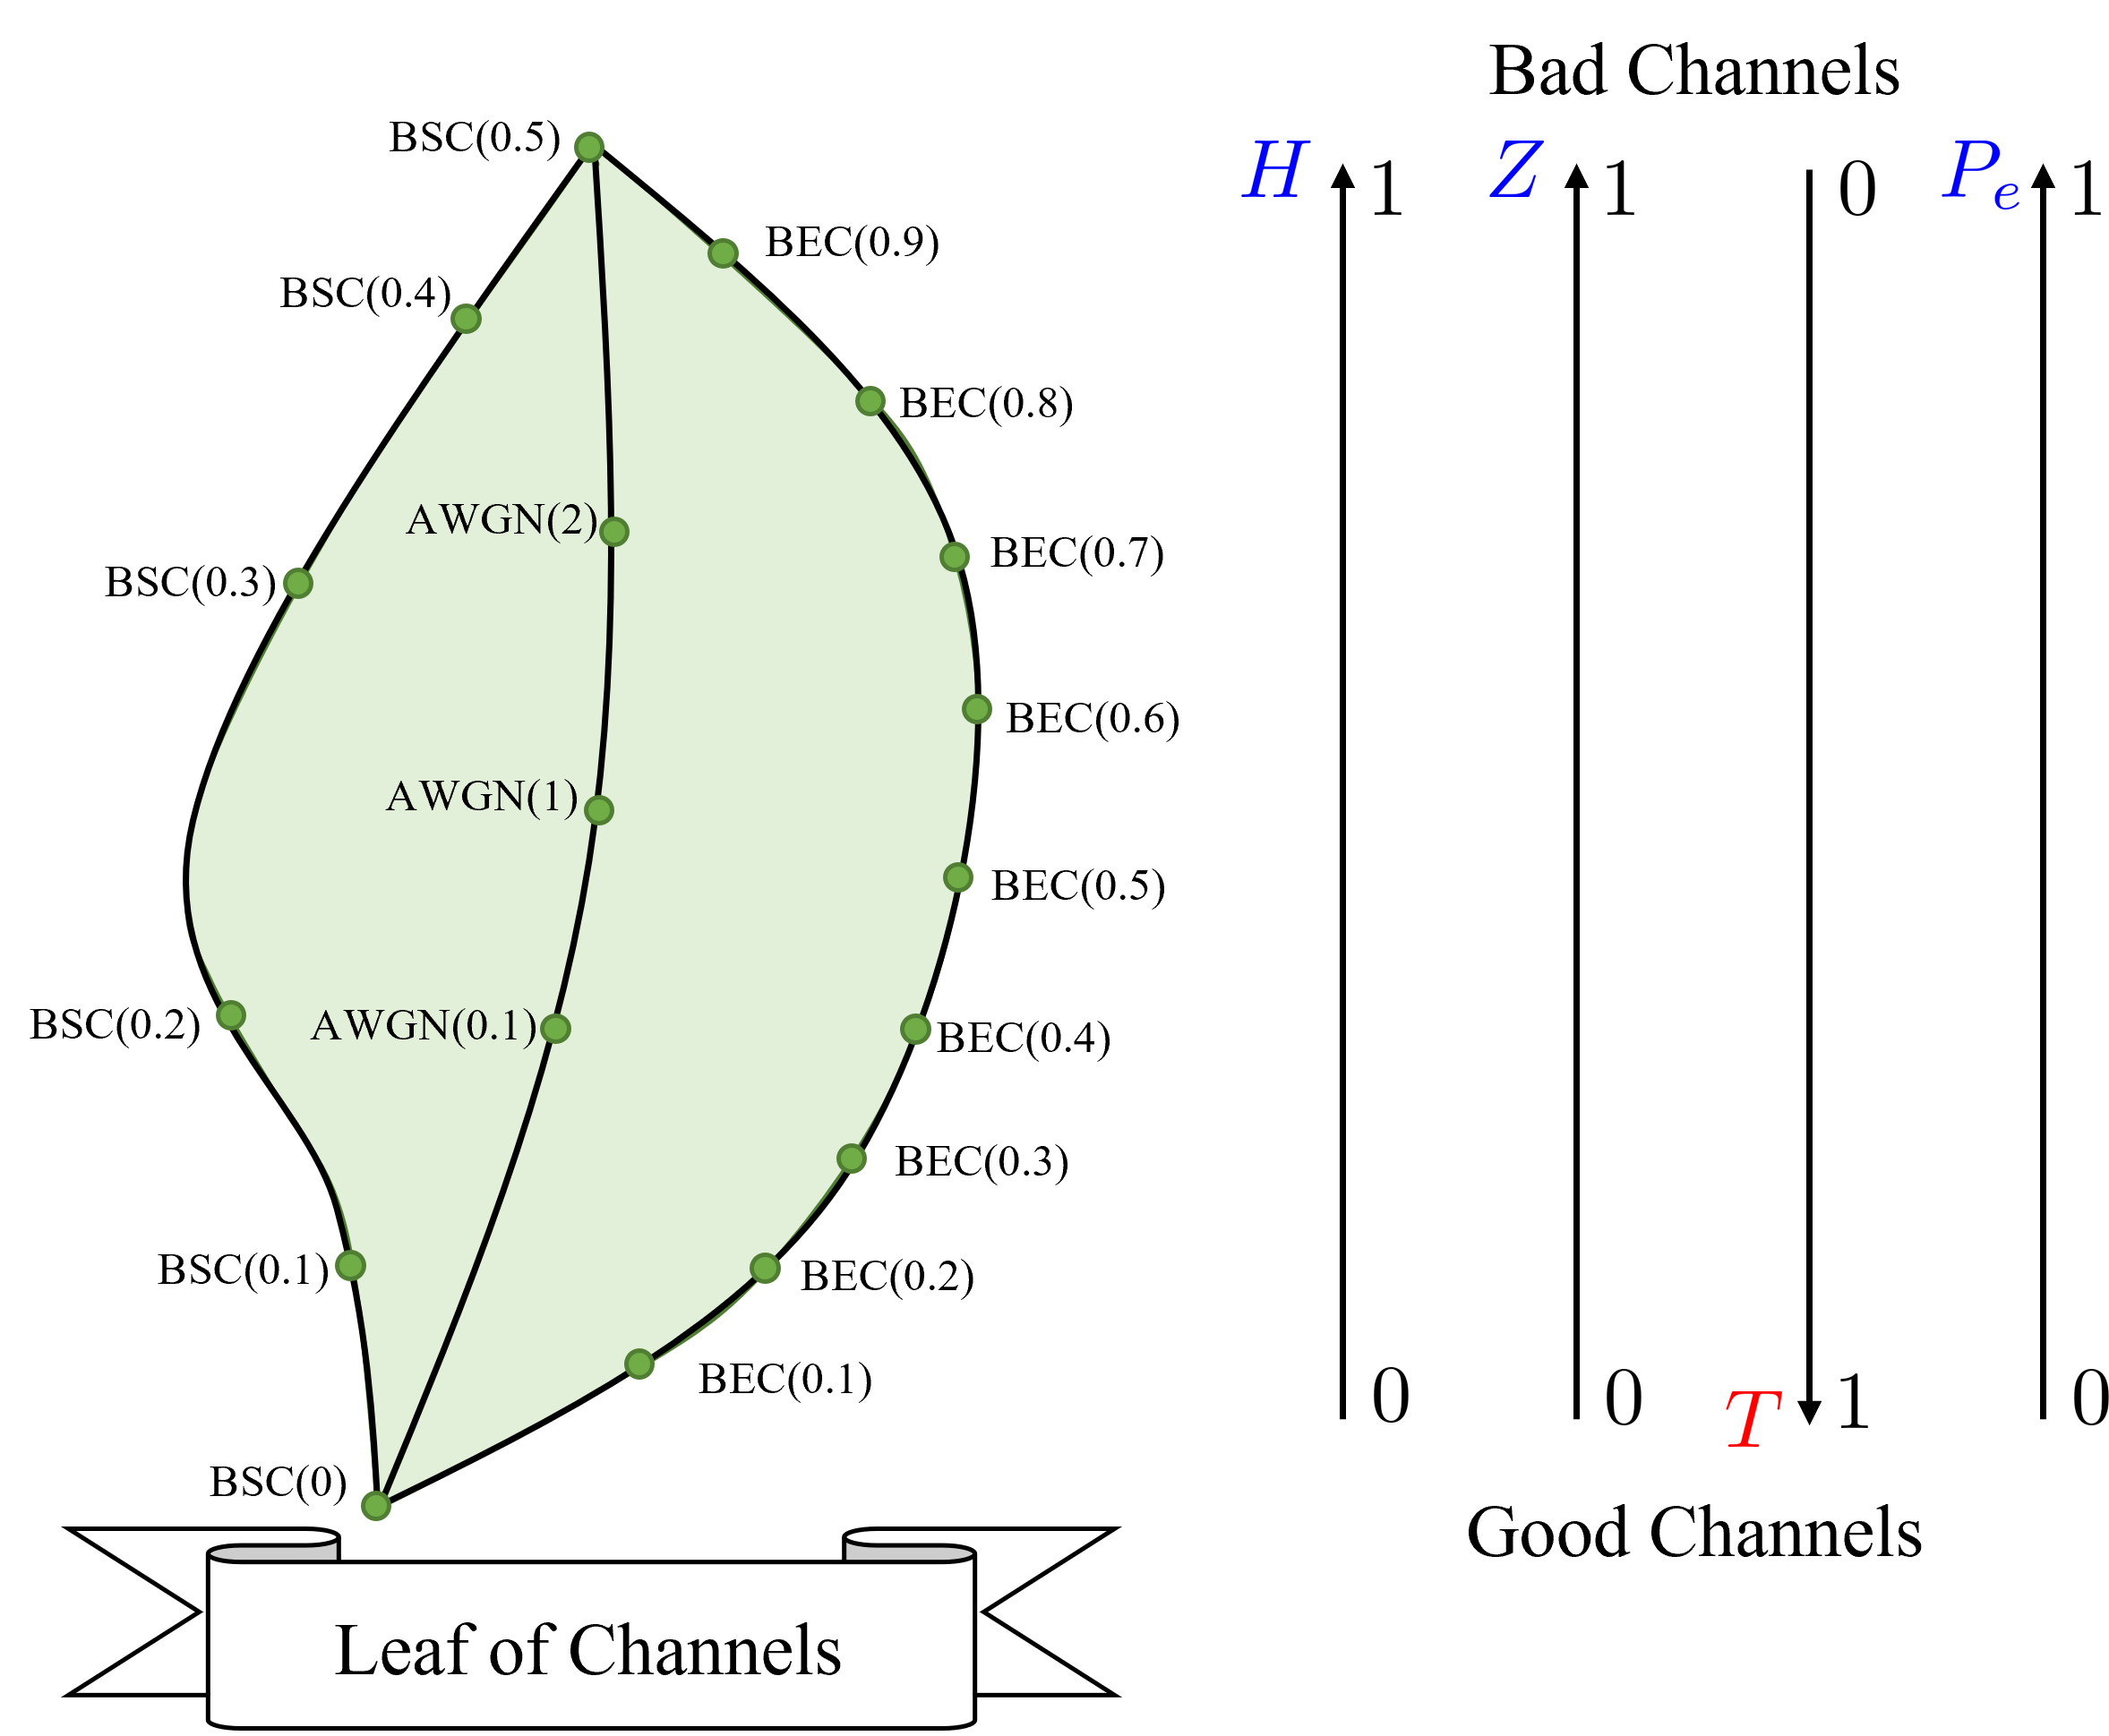 Bad Channels
BSC(0.5)
H 1 Z 1 0 P_e 1
BEC(0.9)
BSC(0.4)
BEC(0.8)
AWGN(2)
BEC(0.7)
BSC(0.3)
BEC(0.6)
AWGN(1)
BEC(0.5)
BSC(0.2)
AWGN(0.1)
BEC(0.4)
BEC(0.3)
BSC(0.1)
BEC(0.2)
BEC(0.1)
0 0 T 1 0
BSC(0)
Good Channels
Leaf of Channels